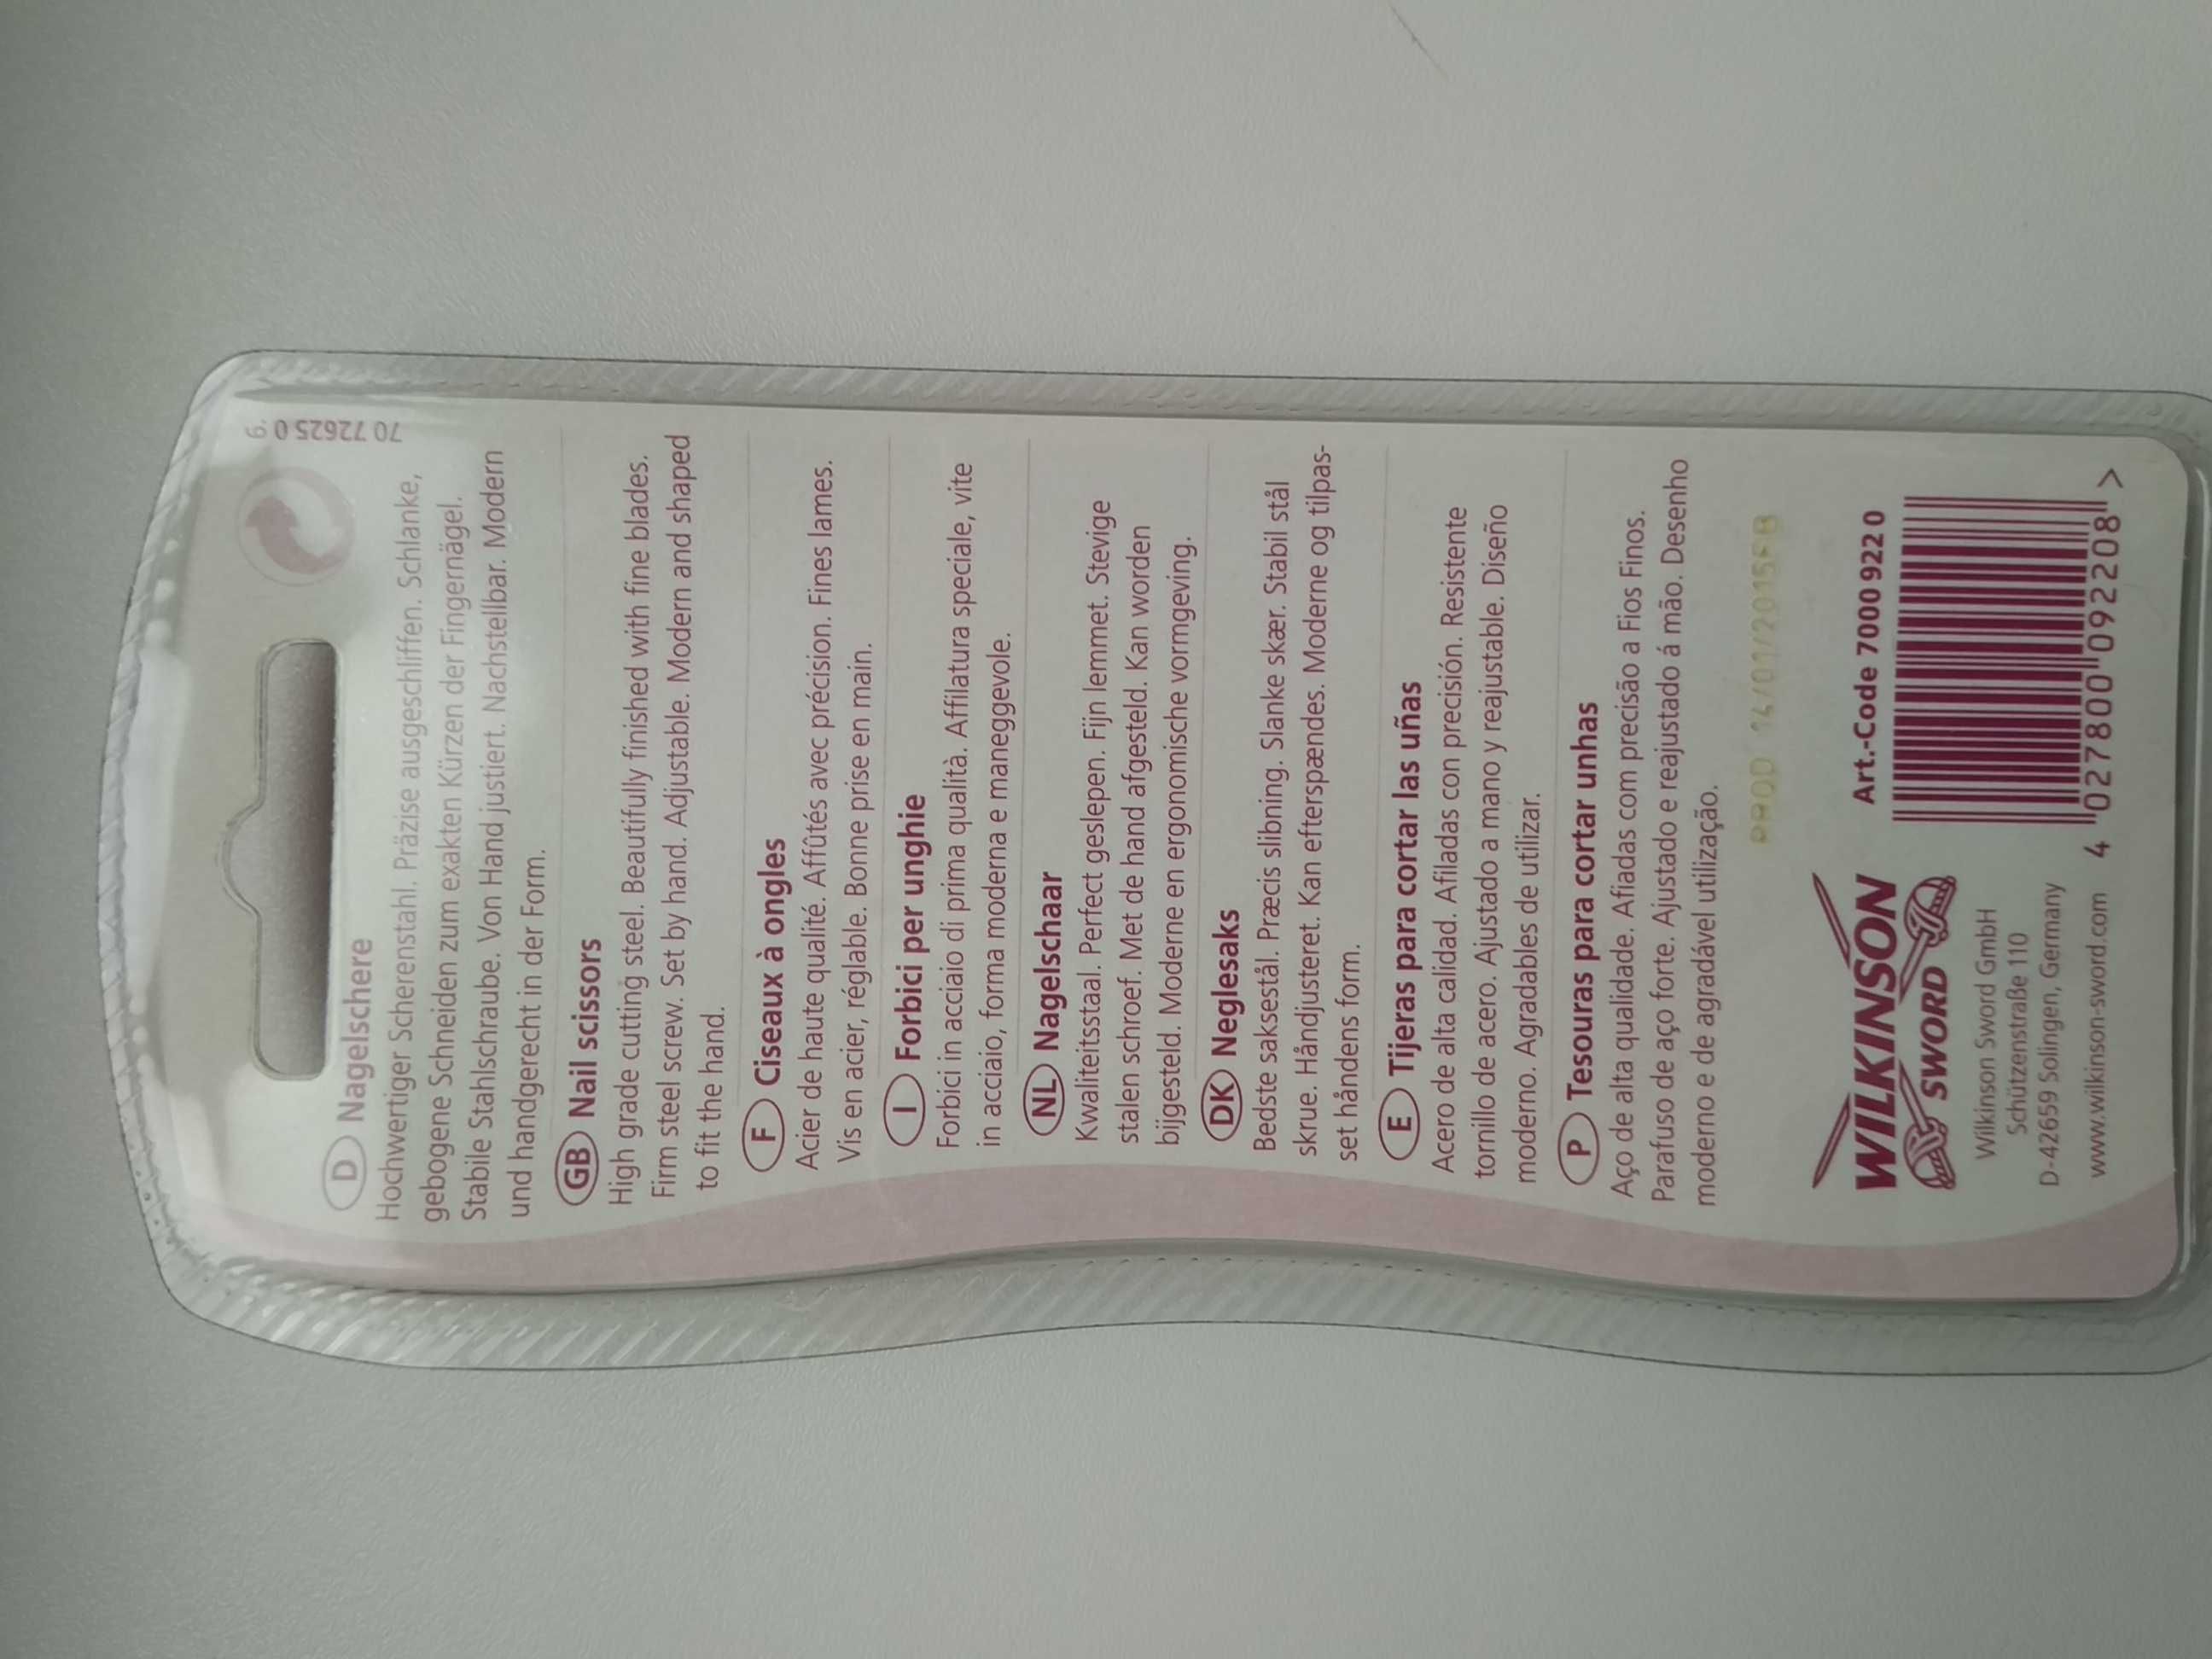 70 72625 0
D Nagelschere
Hochwertiger Scherenstahl. Präzise ausgeschliffen. Schlanke,
gebogene Schneiden zum exakten Kürzen der Fingernägel.
Stabile Stahlschraube. Von Hand justiert. Nachstellbar. Modern
und handgerecht in der Form.
GB Nail scissors
High grade cutting steel. Beautifully finished with fine blades.
Firm steel screw. Set by hand. Adjustable. Modern and shaped
to fit the hand.
F Ciseaux à ongles
Acier de haute qualité. Affûtés avec précision. Fines lames.
Vis en acier, réglable. Bonne prise en main.
I Forbici per unghie
Forbici in acciaio di prima qualità. Affilatura speciale, vite
in acciaio, forma moderna e maneggevole.
NL Nagelschaar
Kwaliteitsstaal. Perfect geslepen. Fijn lemmet. Stevige
stalen schroef. Met de hand afgesteld. Kan worden
bijgesteld. Moderne en ergonomische vormgeving.
DK Neglesaks
Bedste saksestål. Præcis slibning. Slanke skær. Stabil stål
skrue. Håndjusteret. Kan efterspændes. Moderne og tilpas-
set håndens form.
E Tijeras para cortar las uñas
Acero de alta calidad. Afiladas con precisión. Resistente
tornillo de acero. Ajustado a mano y reajustable. Diseño
moderno. Agradables de utilizar.
P Tesouras para cortar unhas
Aço de alta qualidade. Afiadas com precisão a Fios Finos.
Parafuso de aço forte. Ajustado e reajustado á mão. Desenho
moderno e de agradável utilização.
PROD 14/01/2015FB
WILKINSON
SWORD
Wilkinson Sword GmbH
Schützenstraße 110
D-42659 Solingen, Germany
www.wilkinson-sword.com
Art.-Code 7000 922 0
4 027800 092208 >